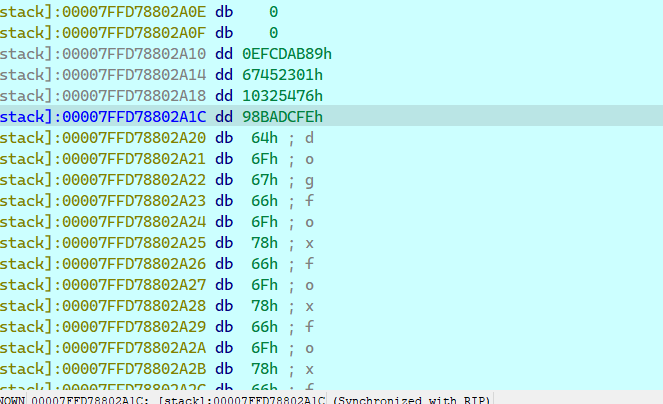 stack]:00007FFD78802A0E db    0
stack]:00007FFD78802A0F db    0
stack]:00007FFD78802A10 dd 0EFCDAB89h
stack]:00007FFD78802A14 dd 67452301h
stack]:00007FFD78802A18 dd 10325476h
stack]:00007FFD78802A1C dd 98BADCFEh
stack]:00007FFD78802A20 db  64h ; d
stack]:00007FFD78802A21 db  6Fh ; o
stack]:00007FFD78802A22 db  67h ; g
stack]:00007FFD78802A23 db  66h ; f
stack]:00007FFD78802A24 db  6Fh ; o
stack]:00007FFD78802A25 db  78h ; x
stack]:00007FFD78802A26 db  66h ; f
stack]:00007FFD78802A27 db  6Fh ; o
stack]:00007FFD78802A28 db  78h ; x
stack]:00007FFD78802A29 db  66h ; f
stack]:00007FFD78802A2A db  6Fh ; o
stack]:00007FFD78802A2B db  78h ; x
stack]:00007FFD78802A2C db  66h ; f
NOWN 00007FFD78802A1C: [stack]:00007FFD78802A1C (Synchronized with RIP)